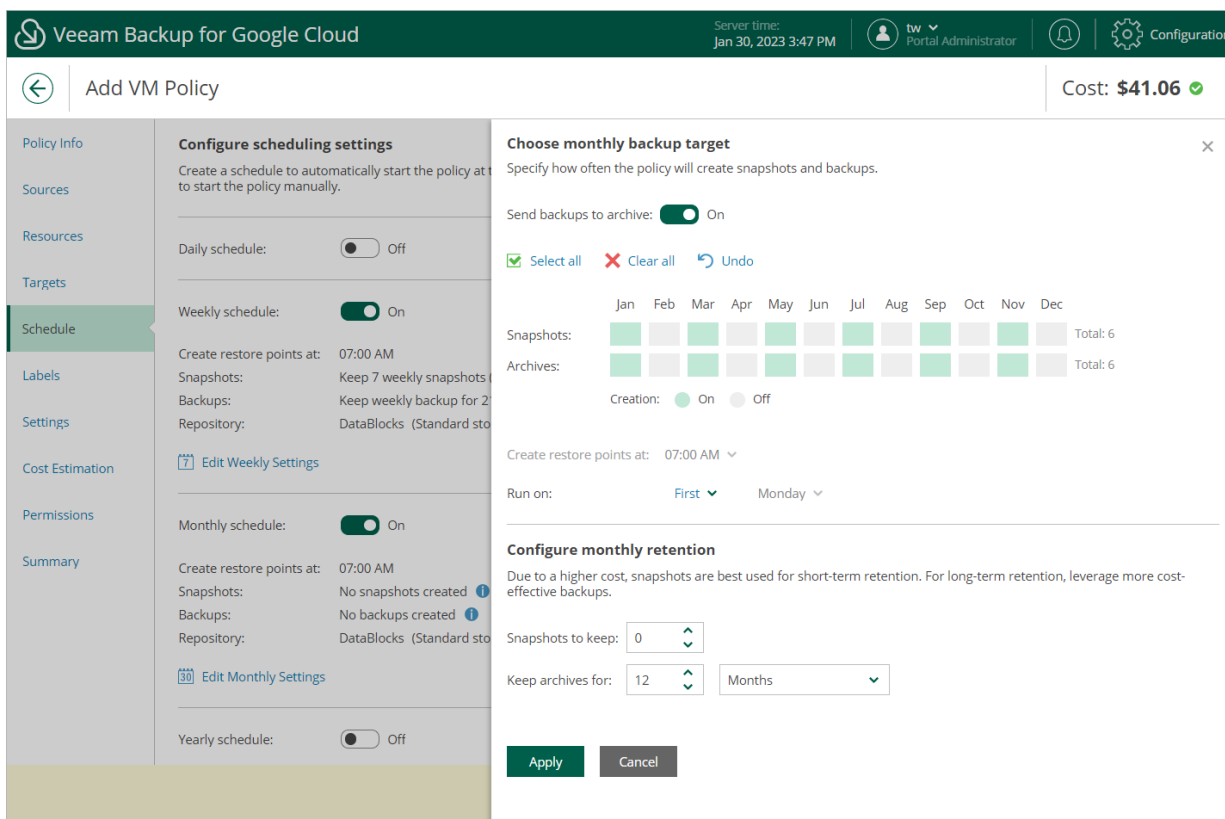 Veeam Backup for Google Cloud
Server time:
Jan 30, 2023 3:47 PM
tw
Portal Administrator
Configuration
Add VM Policy
Cost: $41.06
Policy Info
Sources
Resources
Targets
Schedule
Labels
Settings
Cost Estimation
Permissions
Summary
Configure scheduling settings
Create a schedule to automatically start the policy at t
to start the policy manually.
Daily schedule: Off
Weekly schedule: On
Create restore points at: 07:00 AM
Snapshots: Keep 7 weekly snapshots (
Backups: Keep weekly backup for 2
Repository: DataBlocks (Standard sto
7 Edit Weekly Settings
Monthly schedule: On
Create restore points at: 07:00 AM
Snapshots: No snapshots created
Backups: No backups created
Repository: DataBlocks (Standard sto
30 Edit Monthly Settings
Yearly schedule: Off
Choose monthly backup target
Specify how often the policy will create snapshots and backups.
Send backups to archive: On
Select all Clear all Undo
Jan Feb Mar Apr May Jun Jul Aug Sep Oct Nov Dec
Snapshots: Total: 6
Archives: Total: 6
Creation: On Off
Create restore points at: 07:00 AM
Run on: First Monday
Configure monthly retention
Due to a higher cost, snapshots are best used for short-term retention. For long-term retention, leverage more cost-
effective backups.
Snapshots to keep: 0
Keep archives for: 12 Months
Apply Cancel